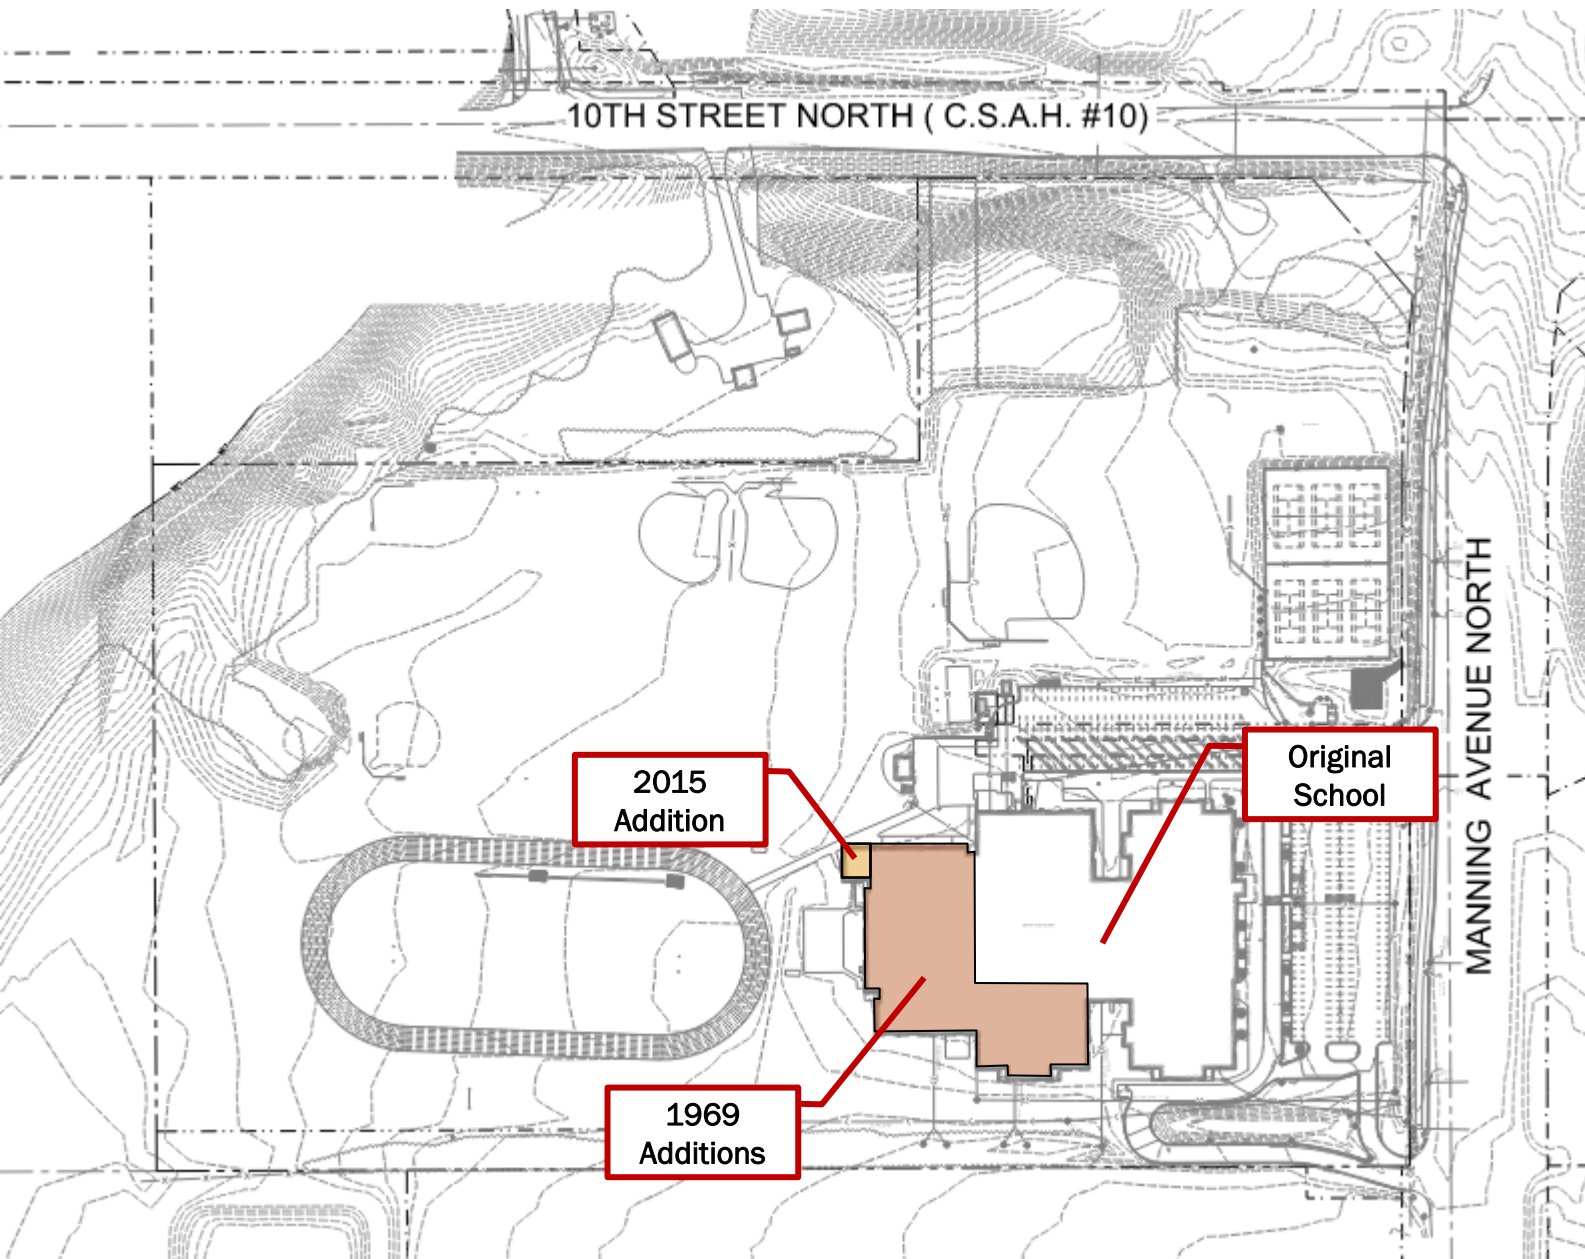 10TH STREET NORTH ( C.S.A.H. #10)
MANNING AVENUE NORTH
Original
School
2015
Addition
1969
Additions